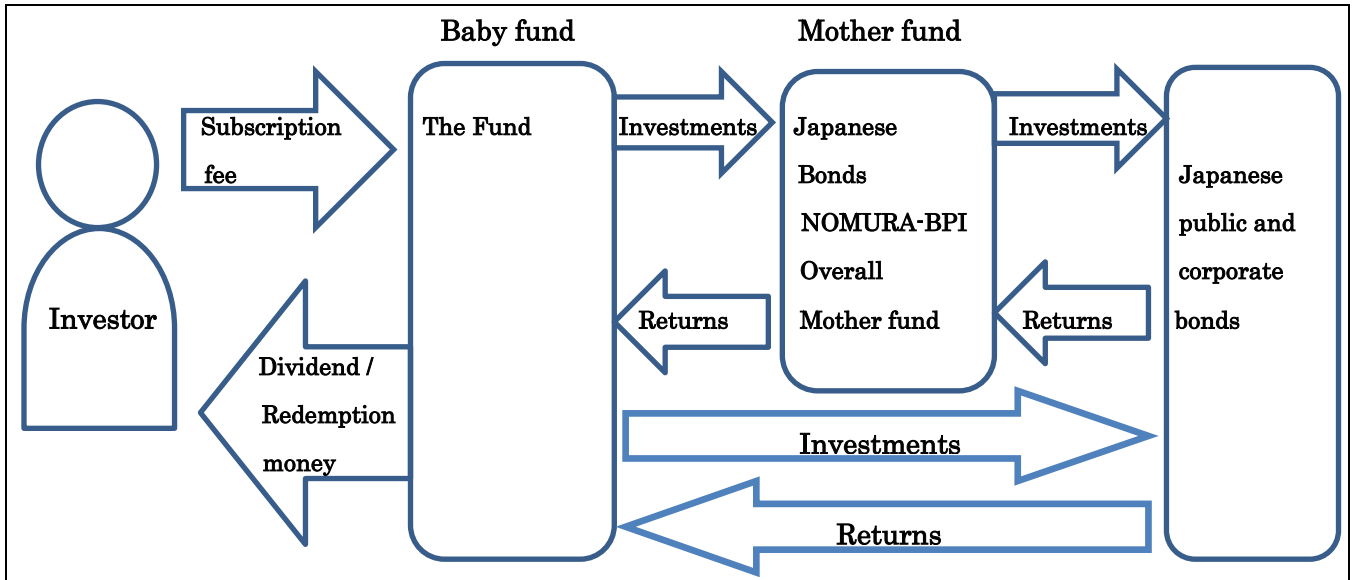 Baby fund
Mother fund
Subscription
fee
The Fund
Investments
Japanese
Bonds
NOMURA-BPI
Overall
Mother fund
Investments
Japanese
public and
corporate
bonds
Investor
Returns
Returns
Dividend /
Redemption
money
Investments
Returns